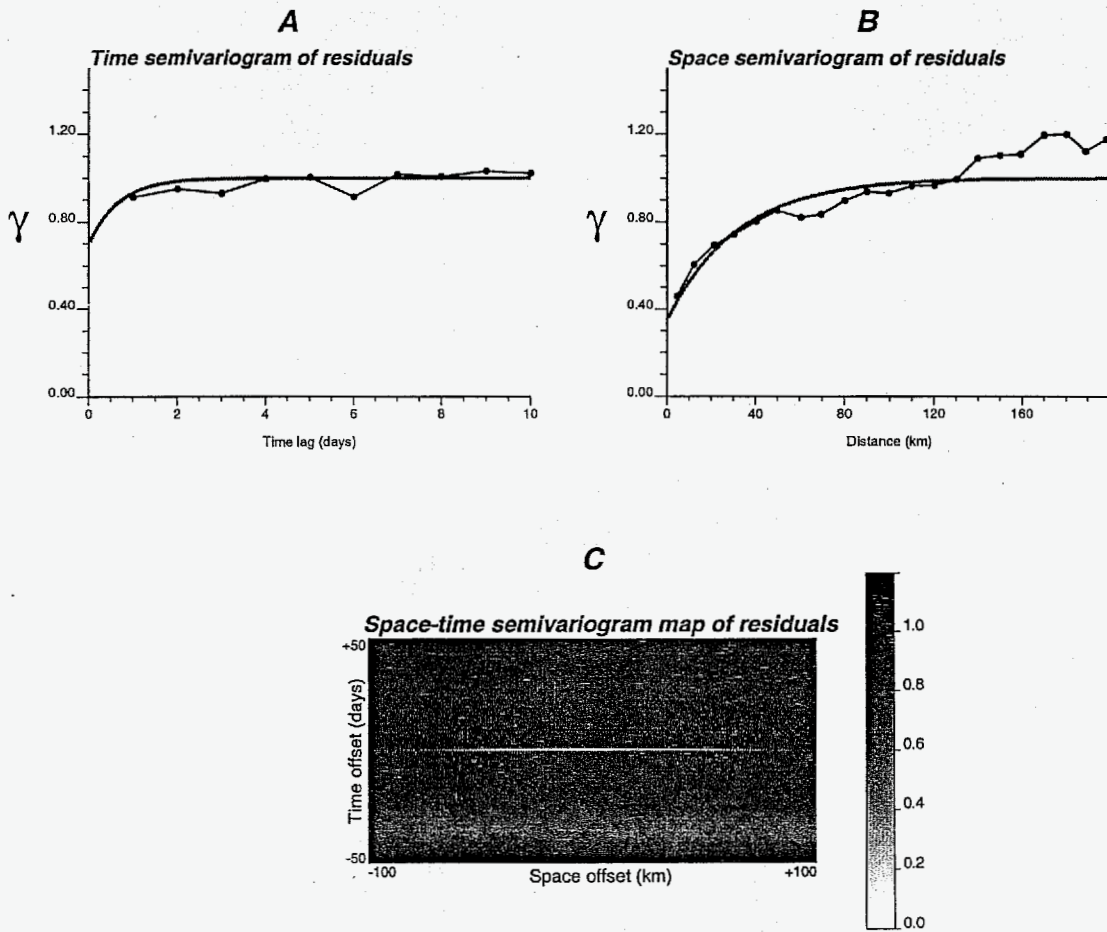 A
Time semivariogram of residuals
1.20
0.80
γ
0.40
0.00
0 2 4 6 8 10
Time lag (days)
B
Space semivariogram of residuals
1.20
0.80
γ
0.40
0.00
0 40 80 120 160
Distance (km)
C
Space-time semivariogram map of residuals
+50
Time offset (days)
-50
-100 +100
Space offset (km)
1.0
0.8
0.6
0.4
0.2
0.0